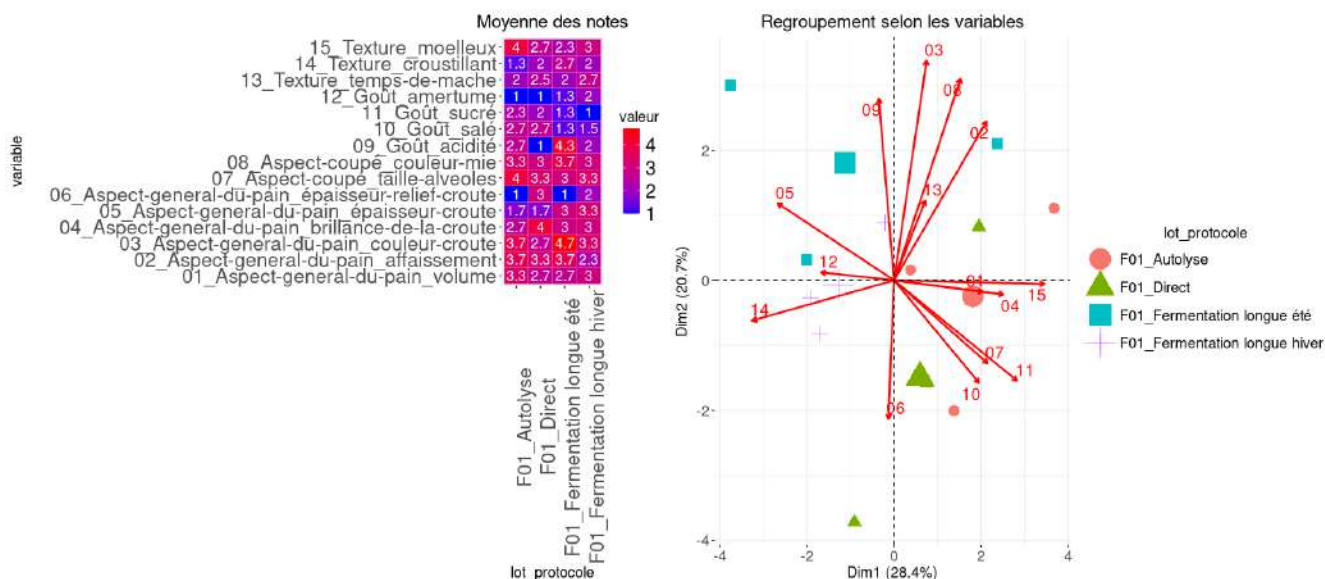 Moyenne des notes
variable
15_Texture_moelleux 4 2.7 2.3 3
14_Texture_croustillant 1.3 2 2.7 2
13_Texture_temps-de-mache 2 2.5 2 2.7
12_Goût_amertume 1 1 1.3 2
11_Goût_sucré 2.3 2 1.3 1
10_Goût_salé 2.7 2.7 1.3 1.5
09_Goût_acidité 2.7 1 4.3 2
08_Aspect-coupé_couleur-mie 3.3 3 3.7 3
07_Aspect-coupé_taille-alveoles 4 3.3 3 3.3
06_Aspect-general-du-pain_épaisseur-relief-croute 1 3 1 2
05_Aspect-general-du-pain_épaisseur-croute 1.7 1.7 3 3.3
04_Aspect-general-du-pain_brillance-de-la-croute 2.7 4 3 3
03_Aspect-general-du-pain_couleur-croute 3.7 2.7 4.7 3.3
02_Aspect-general-du-pain_affaissement 3.7 3.3 3.7 2.3
01_Aspect-general-du-pain_volume 3.3 2.7 2.7 3
F01_Autolyse
F01_Direct
F01_Fermentation longue été
F01_Fermentation longue hiver
lot_protocole
valeur
4
3
2
1
Regroupement selon les variables
Dim2 (20.7%)
2
0
-2
-4
03
08
09
02
13
05
12
01
15
04
14
07
11
10
06
-4
-2
0
2
4
Dim1 (28.4%)
lot_protocole
F01_Autolyse
F01_Direct
F01_Fermentation longue été
F01_Fermentation longue hiver